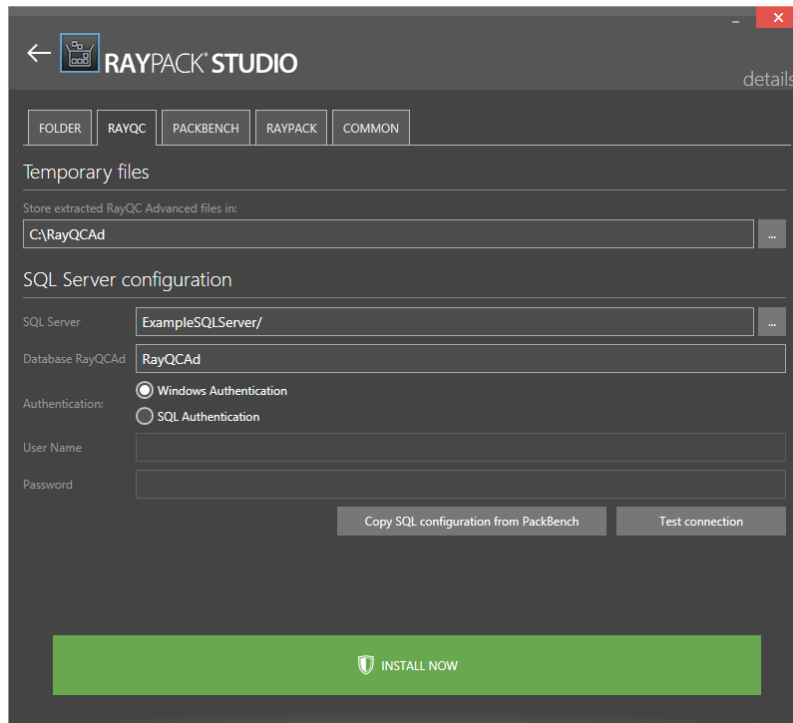 RAYPACK® STUDIO
details
FOLDER RAYQC PACKBENCH RAYPACK COMMON
Temporary files
Store extracted RayQC Advanced files in:
C:\RayQCAd ...
SQL Server configuration
SQL Server ExampleSQLServer/ ...
Database RayQCAd RayQCAd
Windows Authentication
Authentication:
SQL Authentication
User Name
Password
Copy SQL configuration from PackBench Test connection
INSTALL NOW